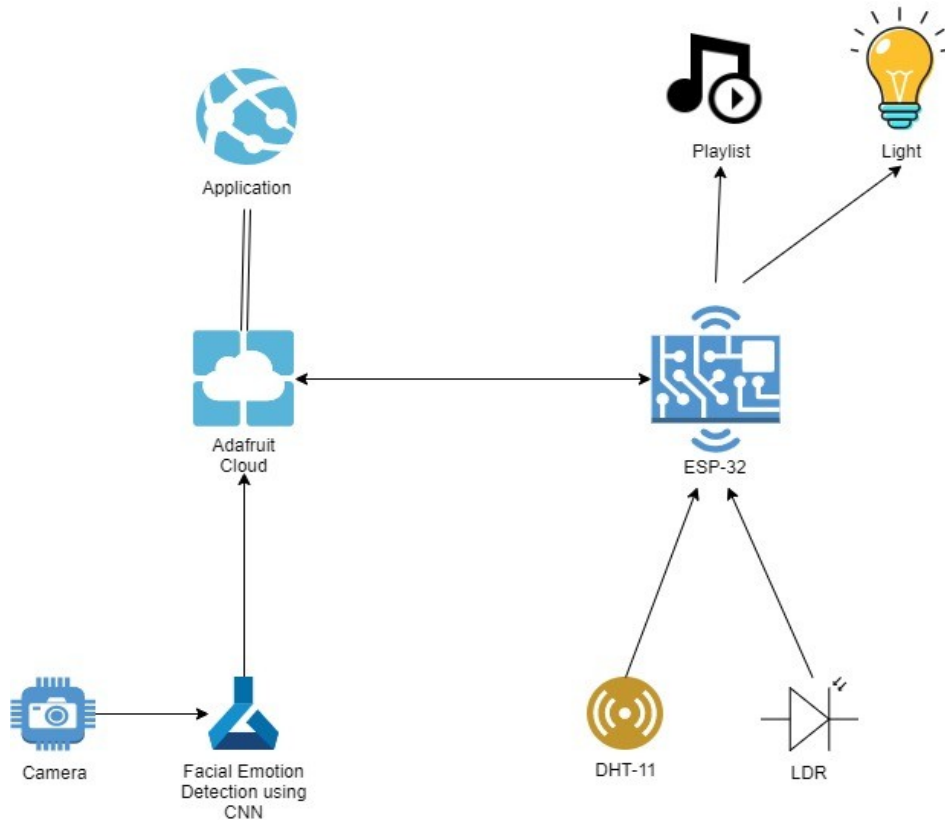 Playlist
Light
Application
Adafruit
Cloud
ESP-32
Camera
Facial Emotion
Detection using
CNN
DHT-11
LDR